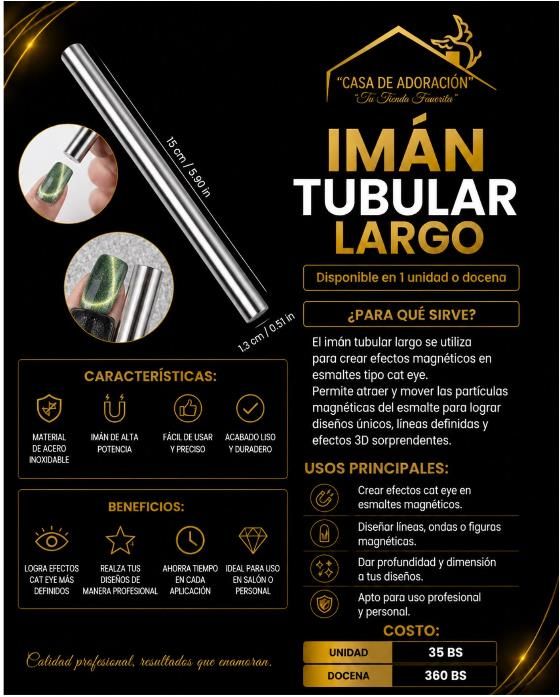 "CASA DE ADORACIÓN"
"Tu Tienda Favorita"
IMÁN
TUBULAR
LARGO
Disponible en 1 unidad o docena
15 cm / 5.90 in
1.3 cm / 0.51 in
¿PARA QUÉ SIRVE?
El imán tubular largo se utiliza
para crear efectos magnéticos en
esmaltes tipo cat eye.
Permite atraer y mover las partículas
magnéticas del esmalte para lograr
diseños únicos, líneas definidas y
efectos 3D sorprendentes.
CARACTERÍSTICAS:
MATERIAL
DE ACERO
INOXIDABLE
IMÁN DE ALTA
POTENCIA
FÁCIL DE USAR
Y PRECISO
ACABADO LISO
Y DURADERO
BENEFICIOS:
LOGRA EFECTOS
CAT EYE MÁS
DEFINIDOS
REALZA TUS
DISEÑOS DE
MANERA PROFESIONAL
AHORRA TIEMPO
EN CADA
APLICACIÓN
IDEAL PARA USO
EN SALÓN O
PERSONAL
USOS PRINCIPALES:
Crear efectos cat eye en
esmaltes magnéticos.
Diseñar líneas, ondas o figuras
magnéticas.
Dar profundidad y dimensión
a tus diseños.
Apto para uso profesional
y personal.
COSTO:
UNIDAD 35 BS
DOCENA 360 BS
Calidad profesional, resultados que enamoran.